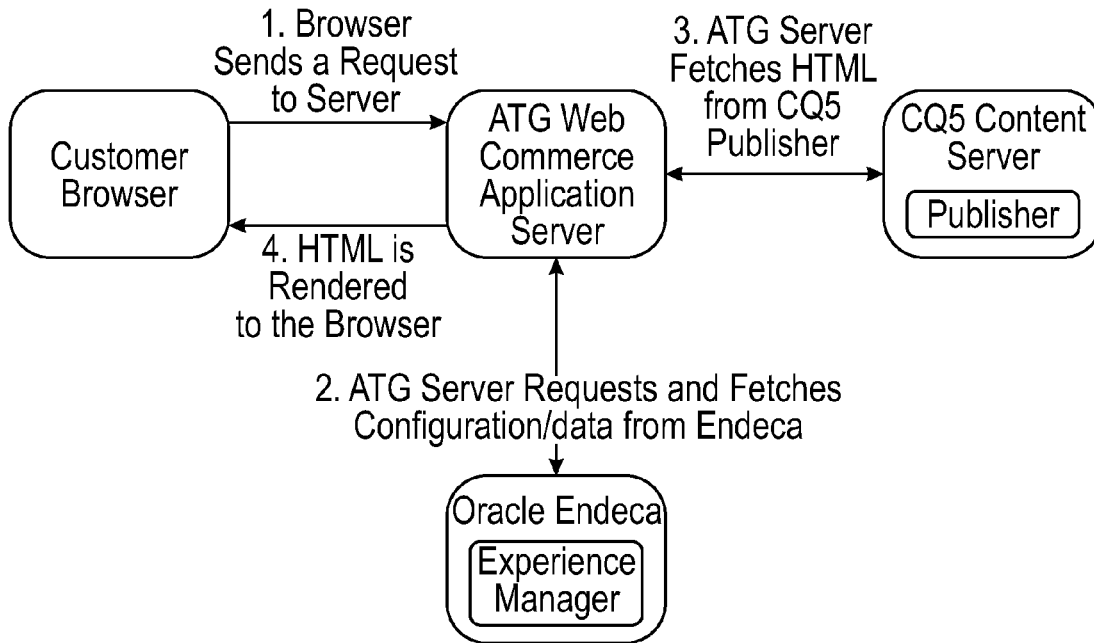 1. Browser
Sends a Request
to Server
3. ATG Server
Fetches HTML
from CQ5
Publisher
Customer
Browser
ATG Web
Commerce
Application
Server
CQ5 Content
Server
Publisher
4. HTML is
Rendered
to the Browser
2. ATG Server Requests and Fetches
Configuration/data from Endeca
Oracle Endeca
Experience
Manager